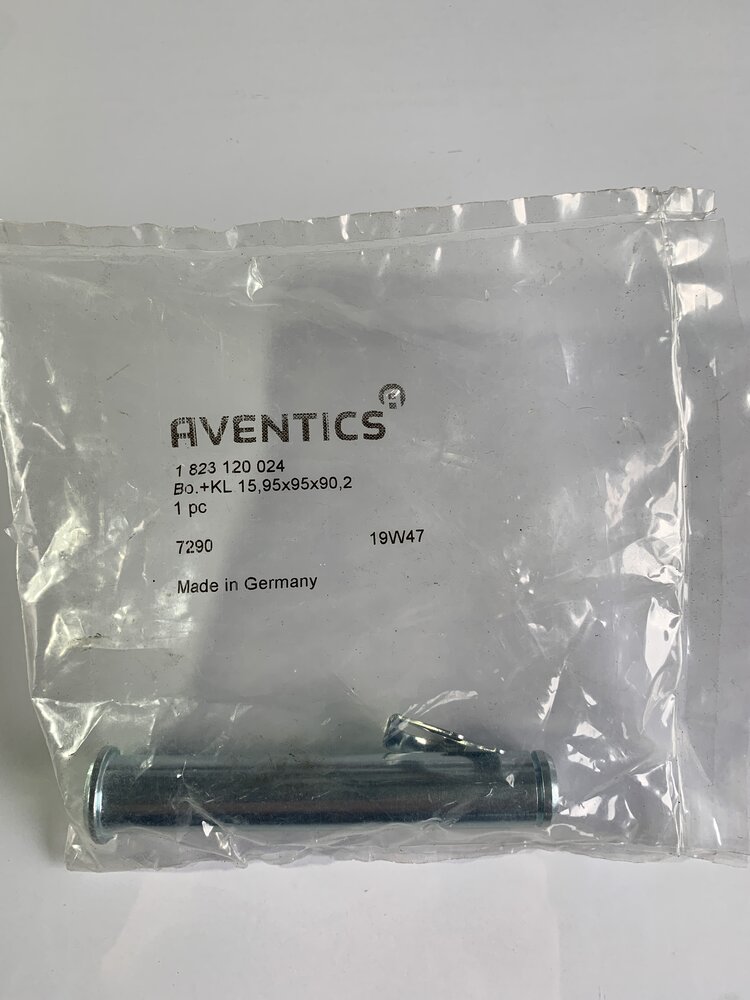 AVENTICS
1 823 120 024
Bo.+KL 15,95x95x90,2
1 pc
7290 19W47
Made in Germany